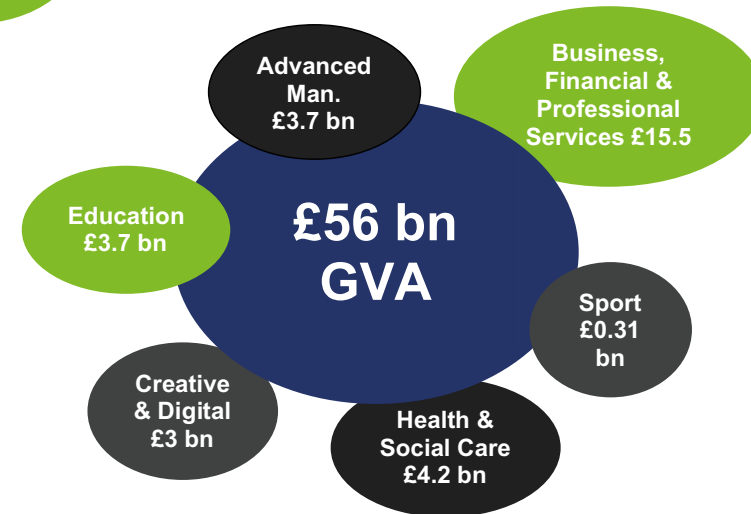 Advanced
Man.
£3.7 bn
Business,
Financial &
Professional
Services £15.5
Education
£3.7 bn
£56 bn
GVA
Sport
£0.31
bn
Creative
& Digital
£3 bn
Health &
Social Care
£4.2 bn